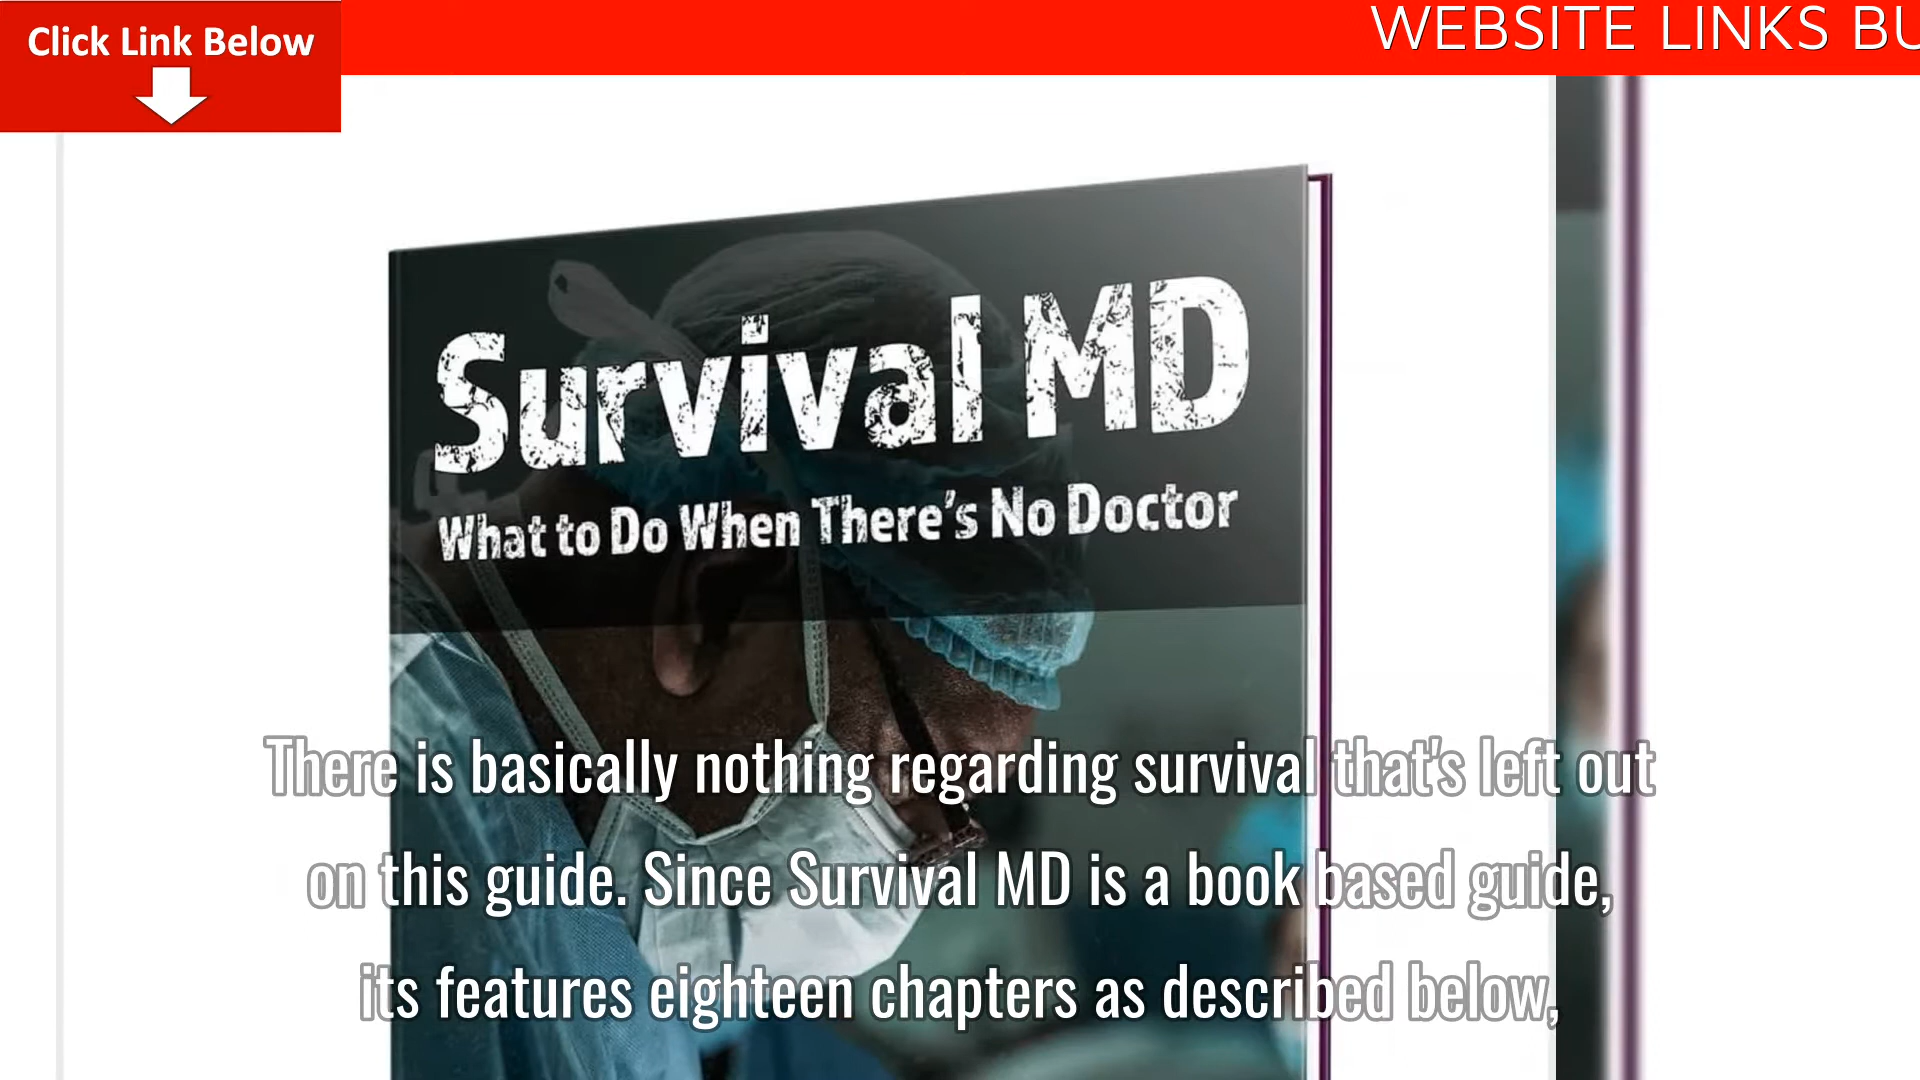 Click Link Below
WEBSITE LINKS
Survival MD
What to Do When There's No Doctor
There is basically nothing regarding survival that's left out
on this guide. Since Survival MD is a book based guide,
its features eighteen chapters as described below,